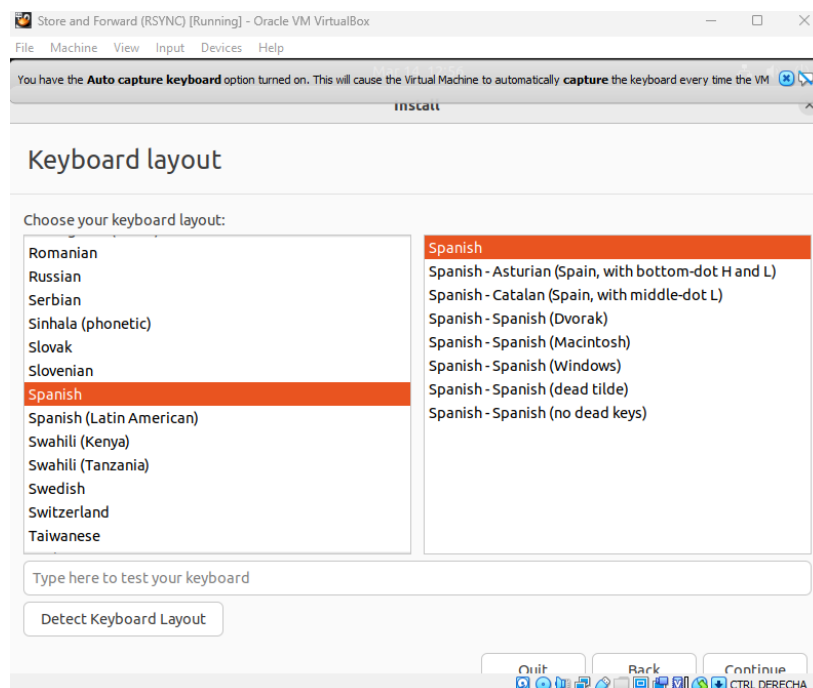 Store and Forward (RSYNC) [Running] - Oracle VM VirtualBox
File Machine View Input Devices Help
You have the Auto capture keyboard option turned on. This will cause the Virtual Machine to automatically capture the keyboard every time the VM
Install
Keyboard layout
Choose your keyboard layout:
Romanian
Russian
Serbian
Sinhala (phonetic)
Slovak
Slovenian
Spanish
Spanish (Latin American)
Swahili (Kenya)
Swahili (Tanzania)
Swedish
Switzerland
Taiwanese
Spanish
Spanish - Asturian (Spain, with bottom-dot H and L)
Spanish - Catalan (Spain, with middle-dot L)
Spanish - Spanish (Dvorak)
Spanish - Spanish (Macintosh)
Spanish - Spanish (Windows)
Spanish - Spanish (dead tilde)
Spanish - Spanish (no dead keys)
Type here to test your keyboard
Detect Keyboard Layout
Quit Back Continue
CTRL DERECHA